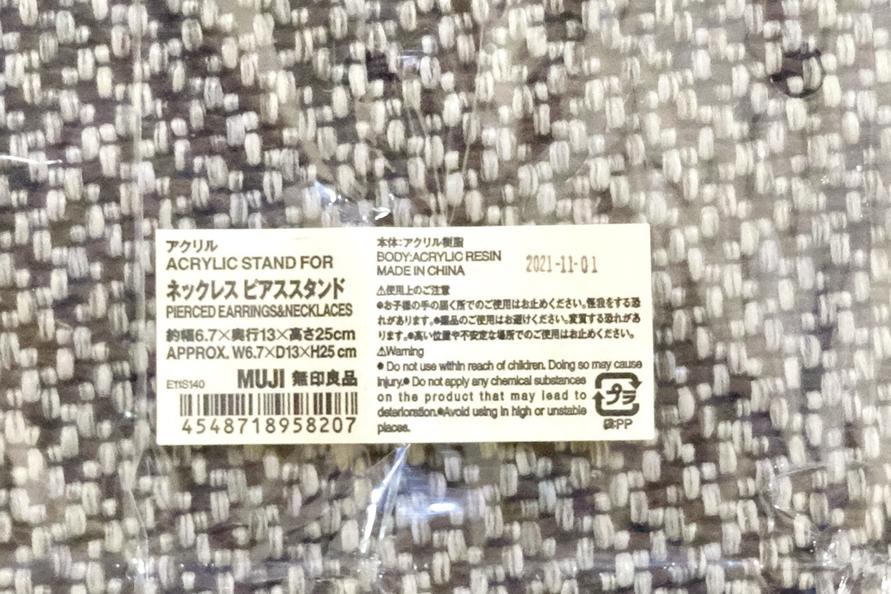 アクリル
ACRYLIC STAND FOR
ネックレス ピアススタンド
PIERCED EARRINGS&NECKLACES
約幅6.7×奥行13×高さ25cm
APPROX. W6.7×D13×H25 cm
E11S140 MUJI 無印良品
4548718958207
本体:アクリル樹脂
BODY:ACRYLIC RESIN
MADE IN CHINA
2021-11-01
⚠使用上のご注意
●お子様の手の届く所でのご使用はお止めください。怪我をする恐
れがあります。●薬品のご使用はお避けください。変質する恐れがあ
ります。●高い位置や不安定な場所でのご使用はお止めください。
⚠Warning
● Do not use within reach of children. Doing so may cause
injury.● Do not apply any chemical substances
on the product that may lead to
deterioration.●Avoid using in high or unstable
places.
プラ
袋:PP